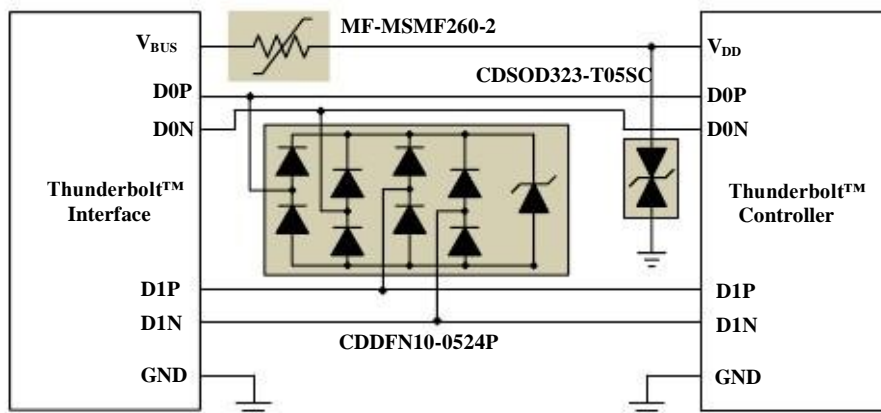 MF-MSMF260-2
VBUS
VDD
CDSOD323-T05SC
D0P
D0P
D0N
D0N
Thunderbolt™
Interface
Thunderbolt™
Controller
D1P
D1P
D1N
D1N
CDDFN10-0524P
GND
GND